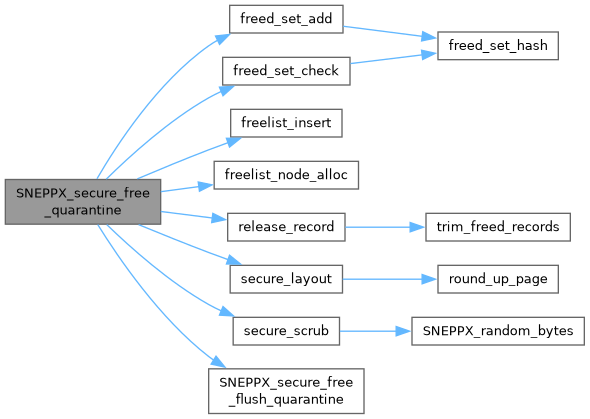 SNEPPX_secure_free
_quarantine
freed_set_add
freed_set_hash
freed_set_check
freelist_insert
freelist_node_alloc
release_record
trim_freed_records
secure_layout
round_up_page
secure_scrub
SNEPPX_random_bytes
SNEPPX_secure_free
_flush_quarantine